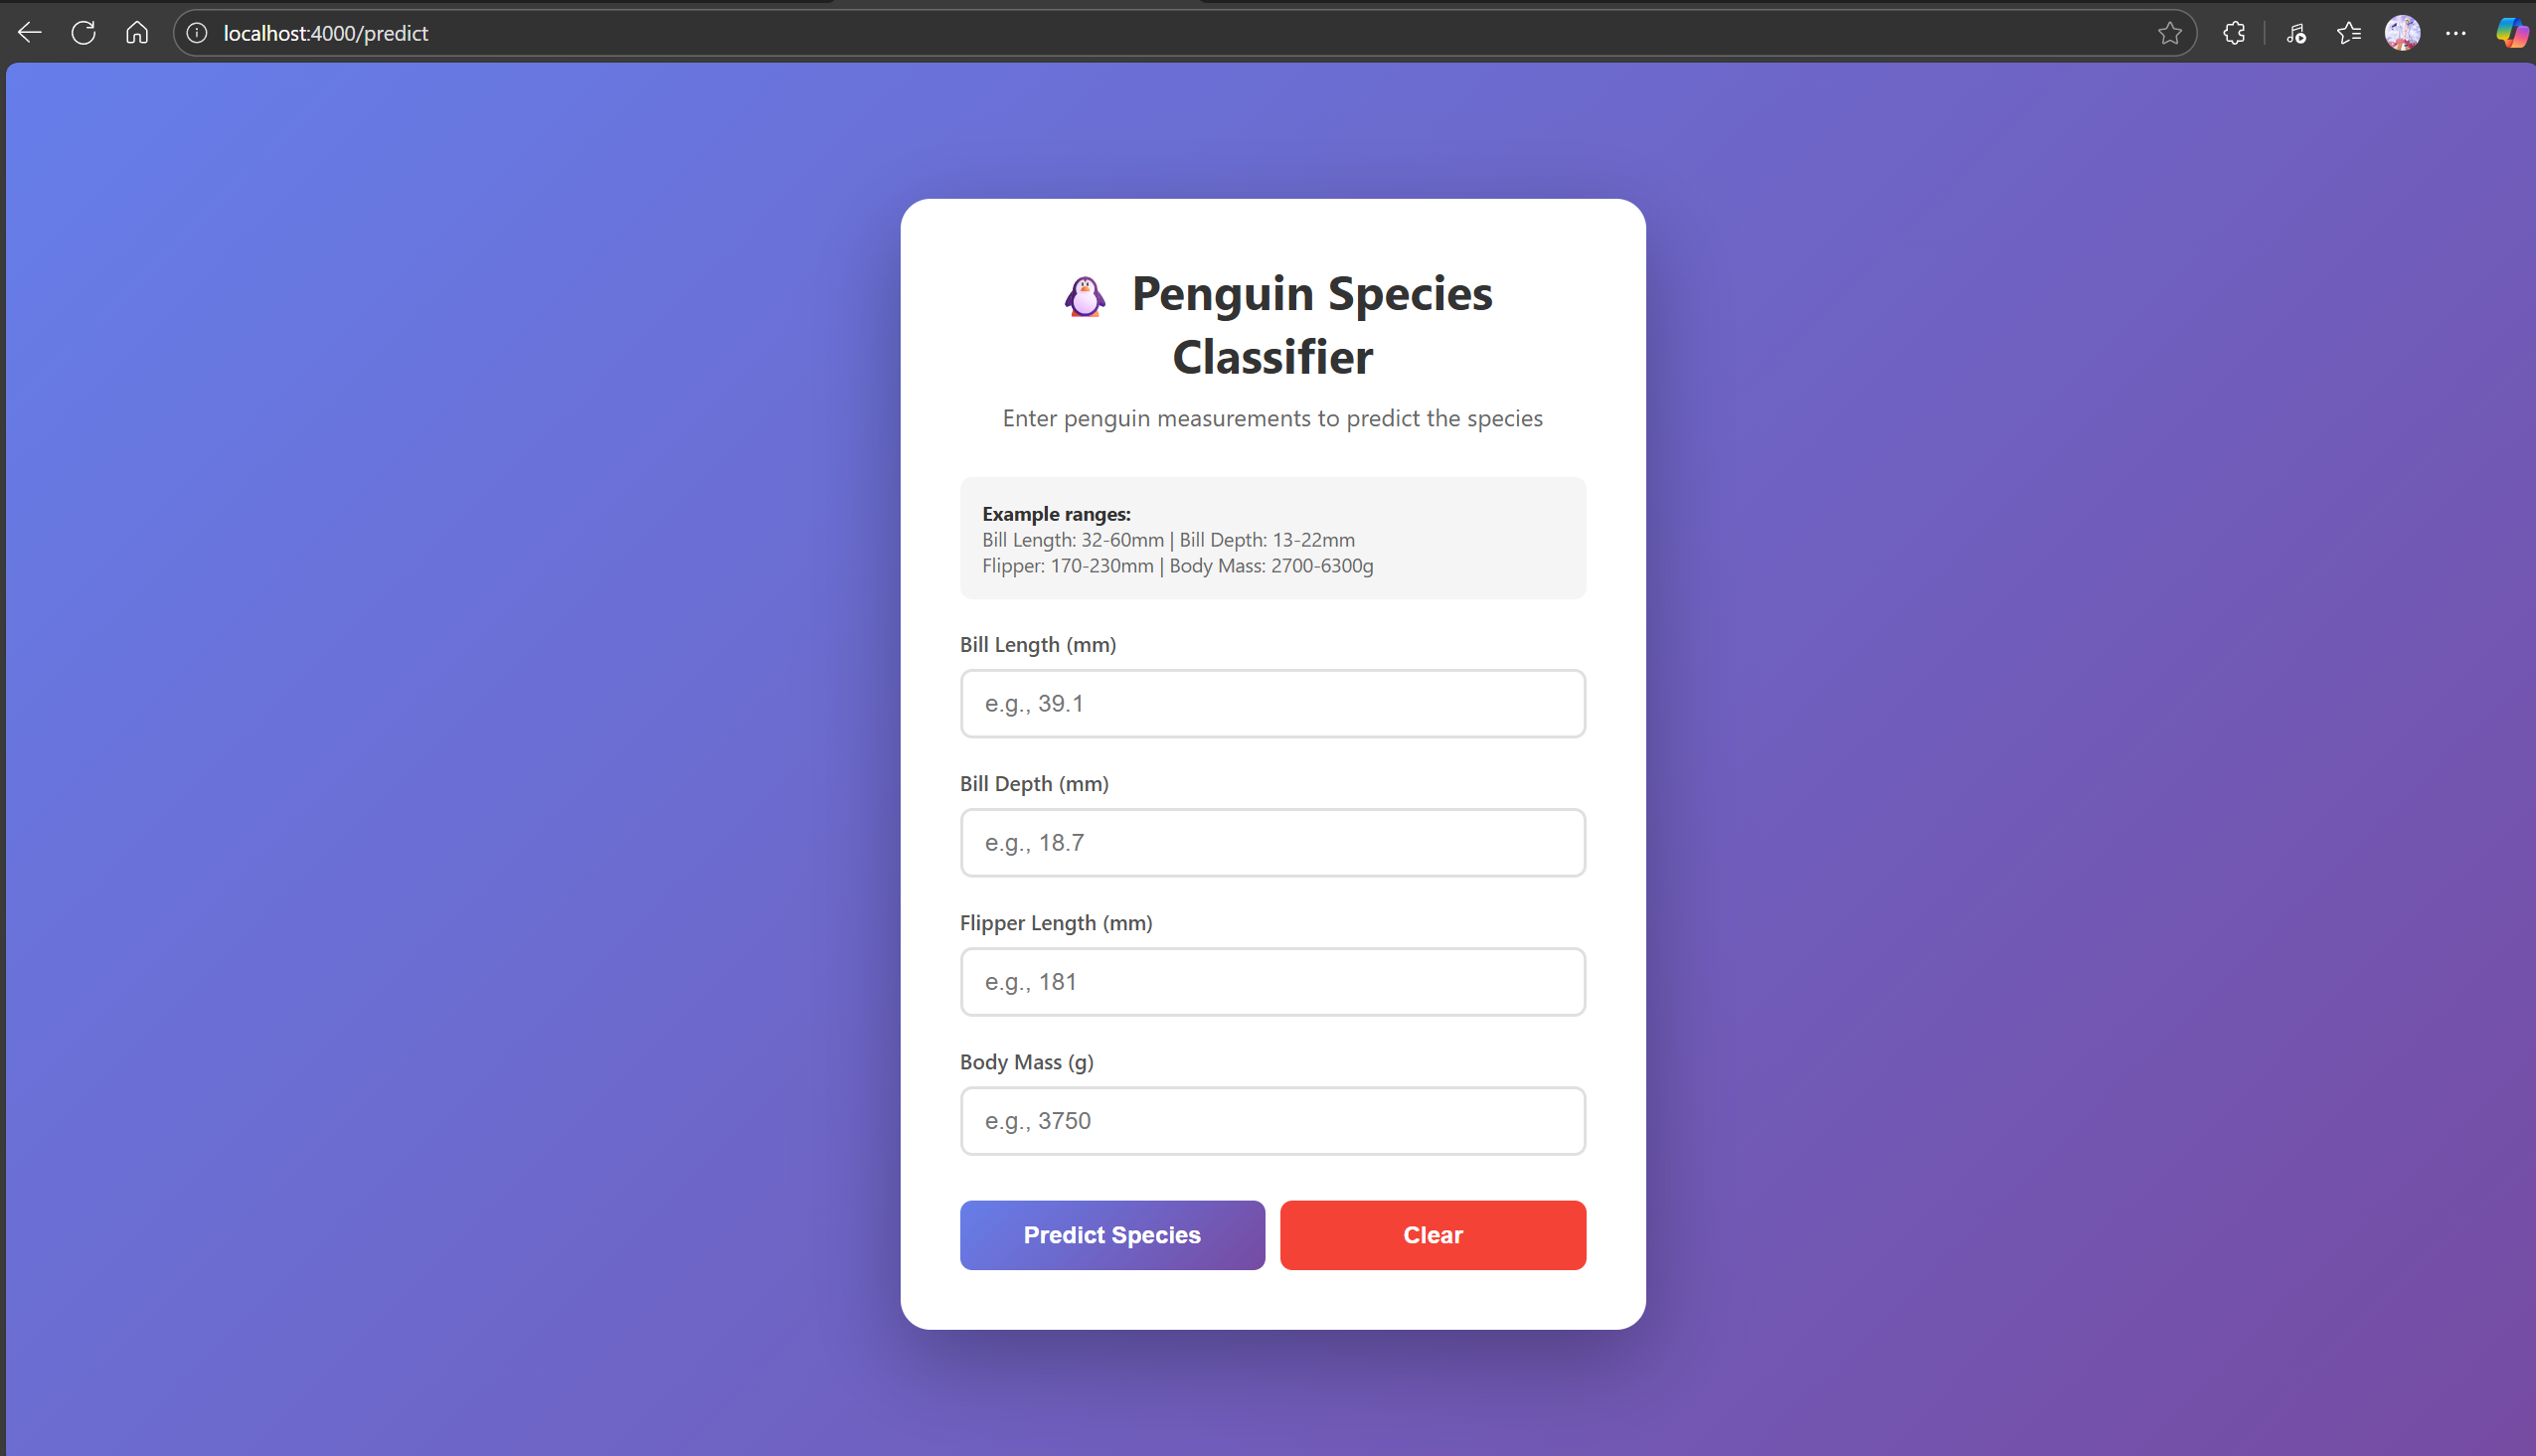 localhost:4000/predict
Penguin Species
Classifier
Enter penguin measurements to predict the species
Example ranges:
Bill Length: 32-60mm | Bill Depth: 13-22mm
Flipper: 170-230mm | Body Mass: 2700-6300g
Bill Length (mm)
e.g., 39.1
Bill Depth (mm)
e.g., 18.7
Flipper Length (mm)
e.g., 181
Body Mass (g)
e.g., 3750
Predict Species Clear